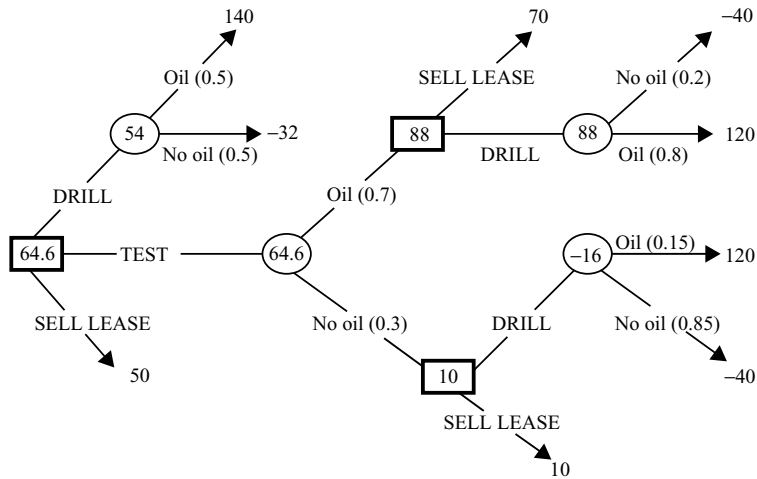 140
70
−40
Oil (0.5)
SELL LEASE
No oil (0.2)
54
−32
88
88
120
No oil (0.5)
DRILL
Oil (0.8)
DRILL
Oil (0.7)
64.6
TEST
64.6
−16
Oil (0.15)
120
SELL LEASE
No oil (0.3)
DRILL
No oil (0.85)
50
10
−40
SELL LEASE
10